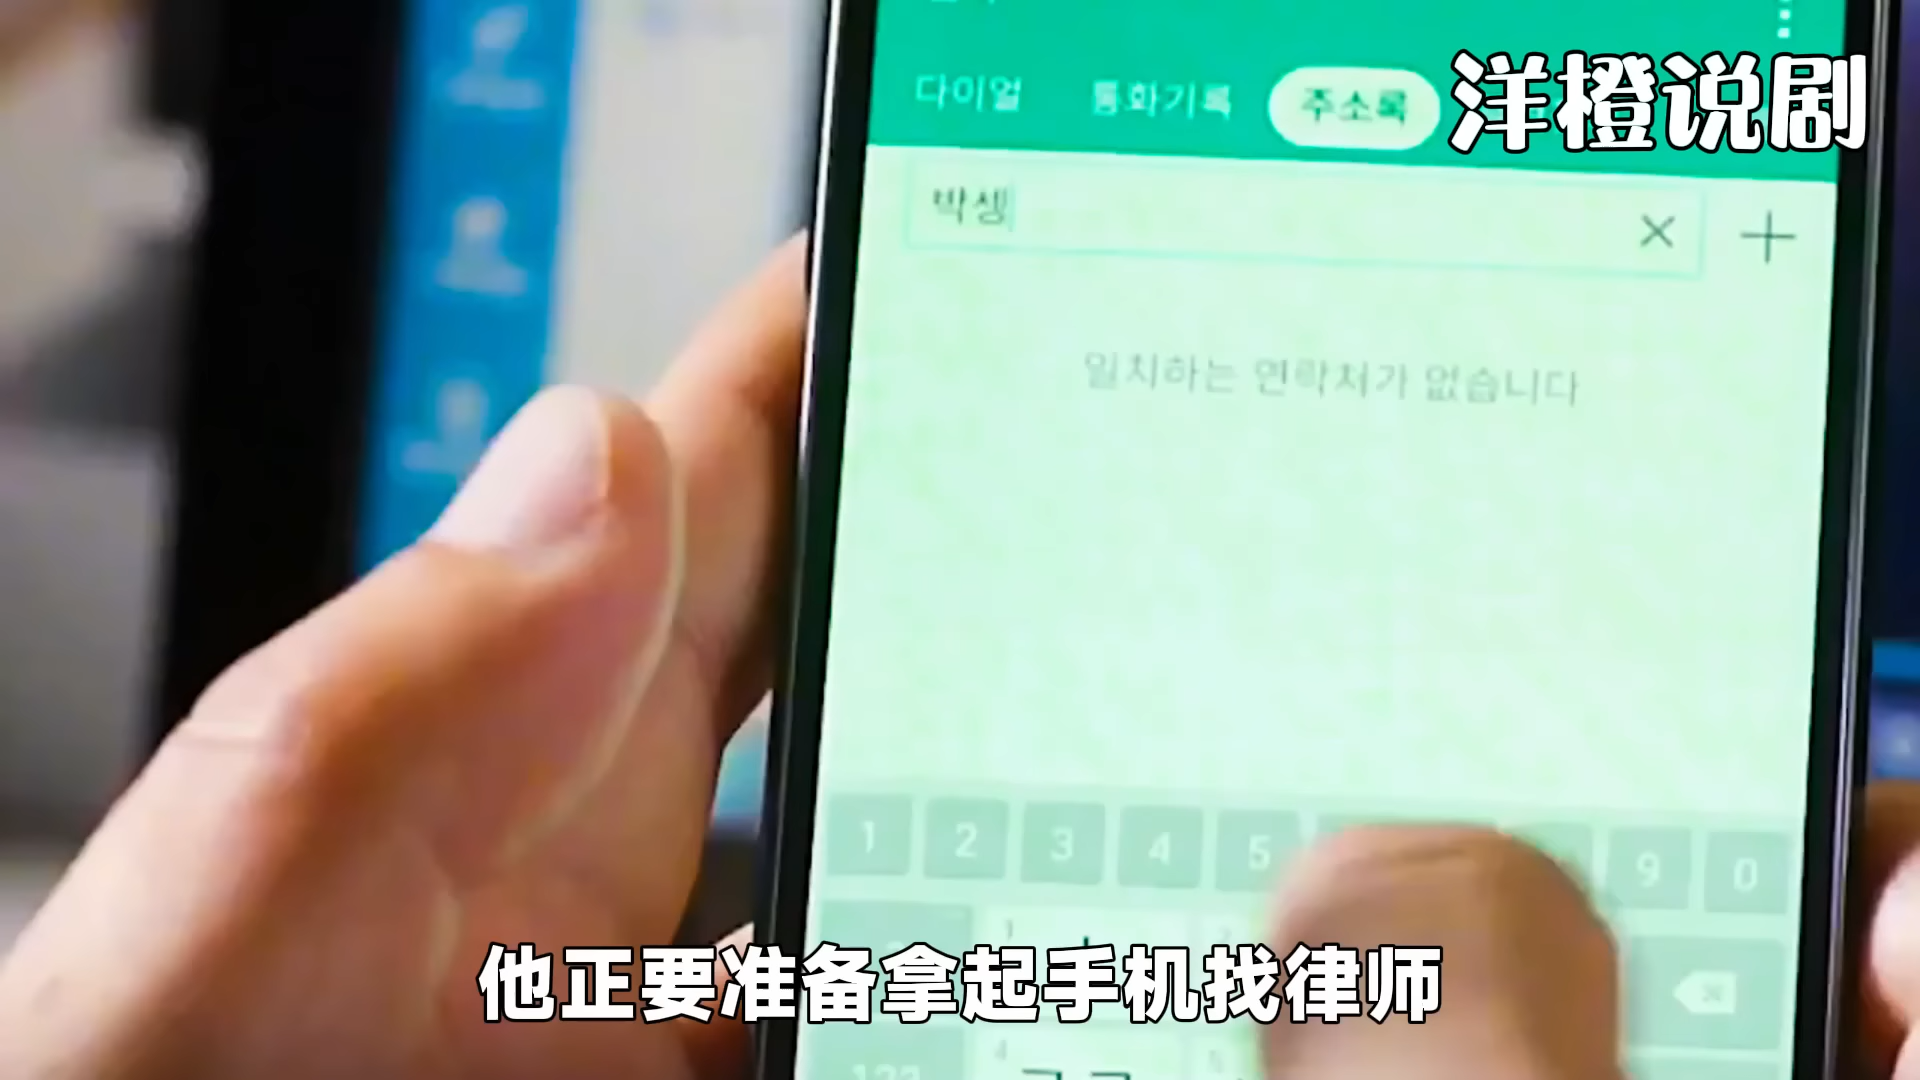 洋橙说剧
다이얼 통화기록 주소록
박셍
일치하는 연락처가 없습니다
1 2 3 4 5 9 0
他正要准备拿起手机找律师